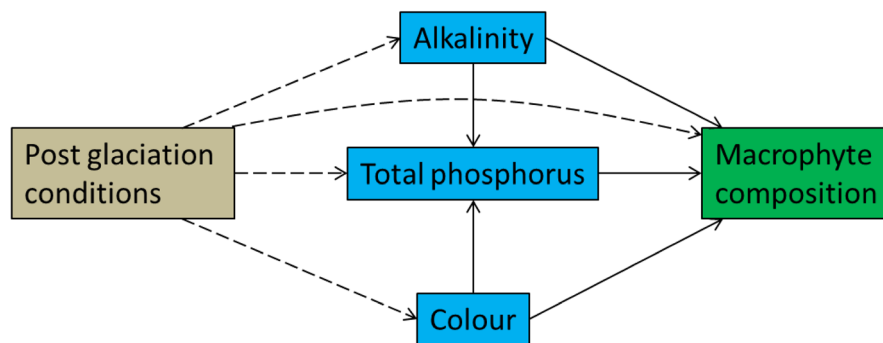 Alkalinity
Post glaciation
conditions
Total phosphorus
Macrophyte
composition
Colour